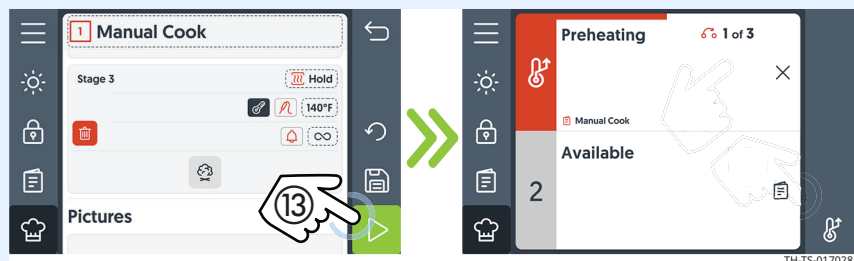 1 Manual Cook
Stage 3
Hold
140°F
∞
Pictures
13
Preheating
1 of 3
Manual Cook
Available
2
TH-TS-017028